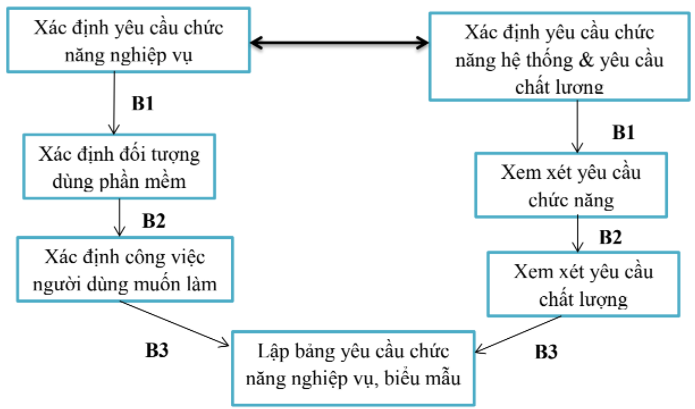 Xác định yêu cầu chức
năng nghiệp vụ
Xác định yêu cầu chức
năng hệ thống & yêu cầu
chất lượng
B1
B1
Xác định đối tượng
dùng phần mềm
Xem xét yêu cầu
chức năng
B2
B2
Xác định công việc
người dùng muốn làm
Xem xét yêu cầu
chất lượng
B3
B3
Lập bảng yêu cầu chức
năng nghiệp vụ, biểu mẫu